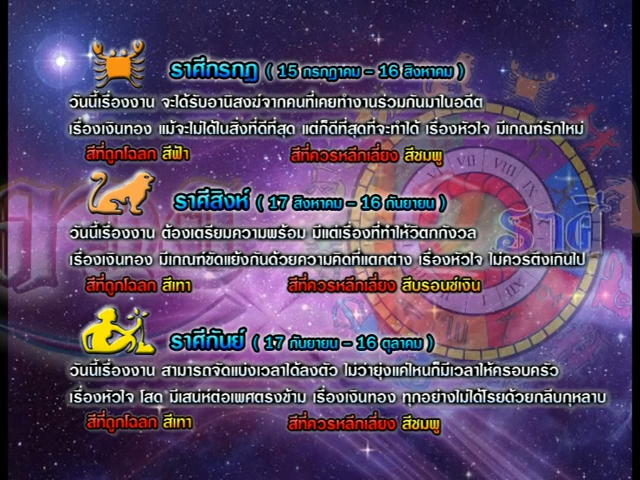 ราศีกรกฎ ( 15 กรกฎาคม - 16 สิงหาคม )
วันนี้เรื่องงาน จะได้รับอานิสงฆ์จากคนที่เคยทำงานร่วมกันมาในอดีต
เรื่องเงินทอง แม้จะไม่ได้ในสิ่งที่ดีที่สุด แต่ก็ดีที่สุดที่จะทำได้ เรื่องหัวใจ มีเกณฑ์รักใหม่
สีที่ถูกโฉลก สีฟ้า สีที่ควรหลีกเลี่ยง สีชมพู
ราศีสิงห์ ( 17 สิงหาคม - 16 กันยายน )
วันนี้เรื่องงาน ต้องเตรียมความพร้อม มีแต่เรื่องที่ทำให้วิตกกังวล
เรื่องเงินทอง มีเกณฑ์ขัดแย้งกันด้วยความคิดที่แตกต่าง เรื่องหัวใจ ไม่ควรตึงเกินไป
สีที่ถูกโฉลก สีเทา สีที่ควรหลีกเลี่ยง สีบรอนซ์เงิน
ราศีกันย์ ( 17 กันยายน - 16 ตุลาคม )
วันนี้เรื่องงาน สามารถจัดแบ่งเวลาได้ลงตัว ไม่ว่ายุ่งแค่ไหนก็มีเวลาให้ครอบครัว
เรื่องหัวใจ โสด มีเสน่ห์ต่อเพศตรงข้าม เรื่องเงินทอง ทุกอย่างไม่ได้โรยด้วยกลีบกุหลาบ
สีที่ถูกโฉลก สีเทา สีที่ควรหลีกเลี่ยง สีชมพู